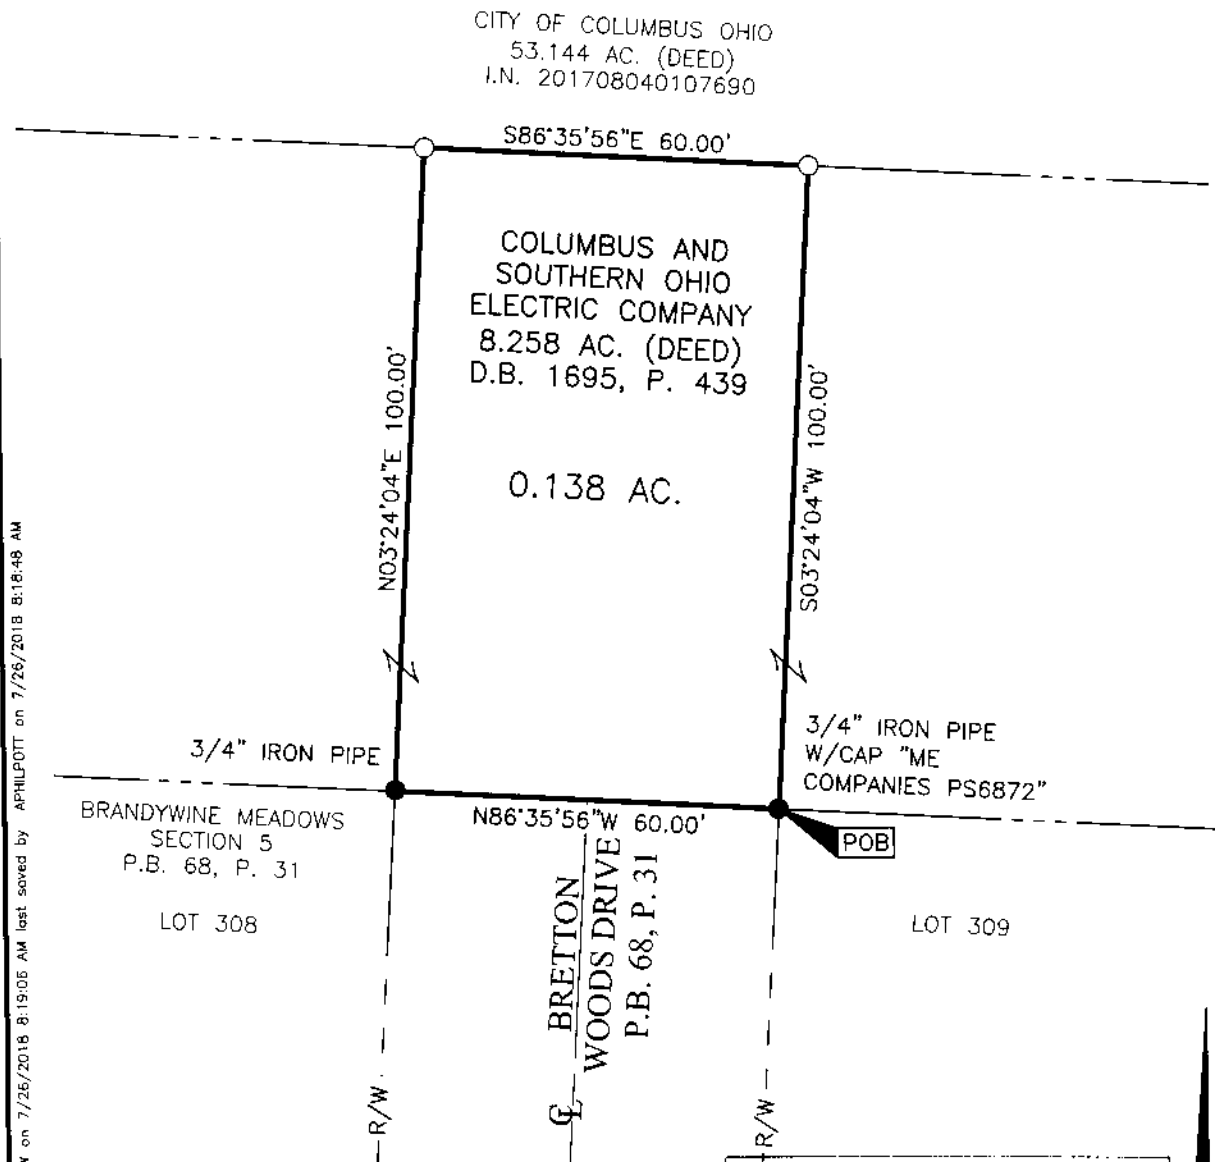 CITY OF COLUMBUS OHIO
53.144 AC. (DEED)
I.N. 201708040107690
S86°35'56"E 60.00'
COLUMBUS AND
SOUTHERN OHIO
ELECTRIC COMPANY
8.258 AC. (DEED)
D.B. 1695, P. 439
0.138 AC.
N03°24'04"E 100.00'
S03°24'04"W 100.00'
3/4" IRON PIPE
3/4" IRON PIPE
W/CAP "ME
COMPANIES PS6872"
BRANDYWINE MEADOWS
SECTION 5
P.B. 68, P. 31
N86°35'56"W 60.00'
POB
LOT 308
BRETTON
WOODS DRIVE
P.B. 68, P. 31
LOT 309
R/W
CL
R/W
on 7/26/2018 8:19:06 AM last saved by APHILPOTT on 7/26/2018 8:18:48 AM